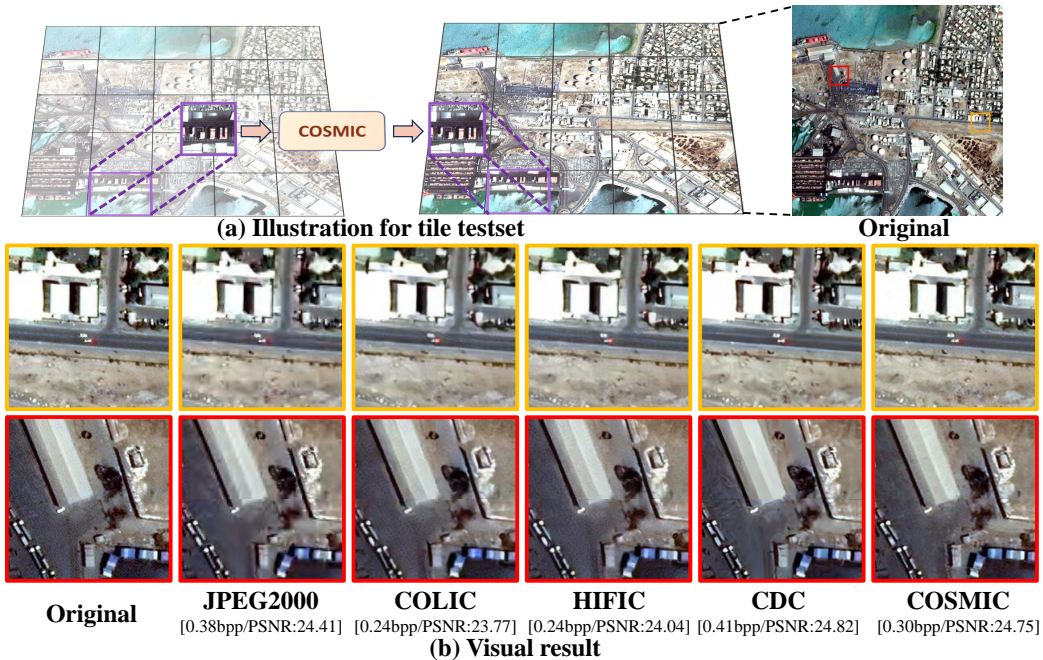 COSMIC
(a) Illustration for tile testset
Original
Original
JPEG2000
[0.38bpp/PSNR:24.41]
COLIC
[0.24bpp/PSNR:23.77]
HIFIC
[0.24bpp/PSNR:24.04]
CDC
[0.41bpp/PSNR:24.82]
COSMIC
[0.30bpp/PSNR:24.75]
(b) Visual result